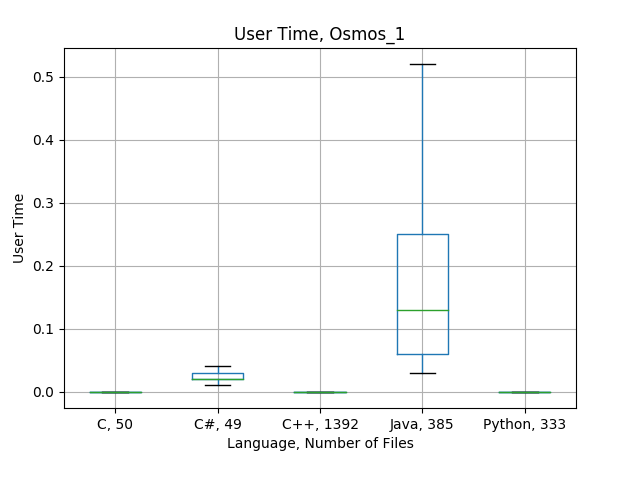 User Time, Osmos_1
User Time
0.5
0.4
0.3
0.2
0.1
0.0
C, 50
C#, 49
C++, 1392
Java, 385
Python, 333
Language, Number of Files